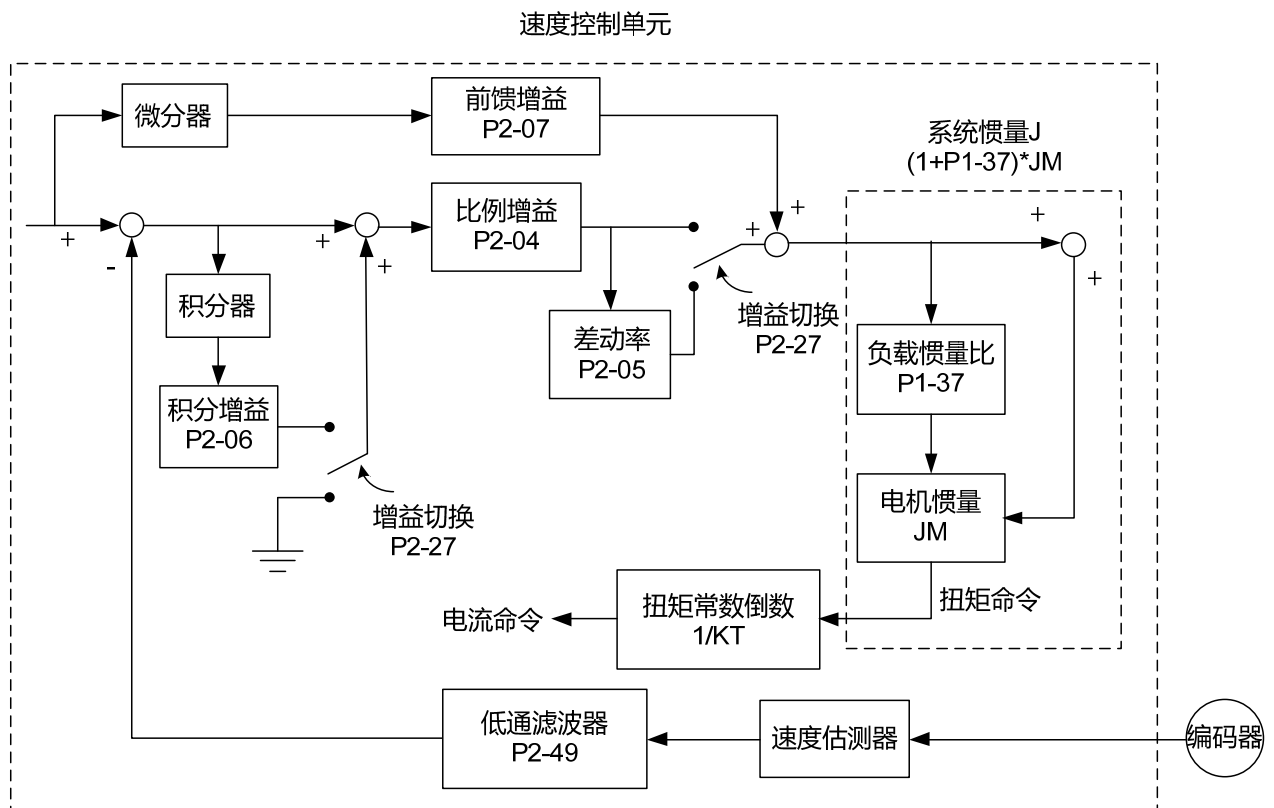 速度控制单元
微分器
前馈增益
P2-07
系统惯量J
(1+P1-37)*JM
+
-
+
+
比例增益
P2-04
+
+
+
+
积分器
差动率
P2-05
增益切换
P2-27
负载惯量比
P1-37
积分增益
P2-06
增益切换
P2-27
电机惯量
JM
电流命令
扭矩常数倒数
1/KT
扭矩命令
低通滤波器
P2-49
速度估测器
编码器